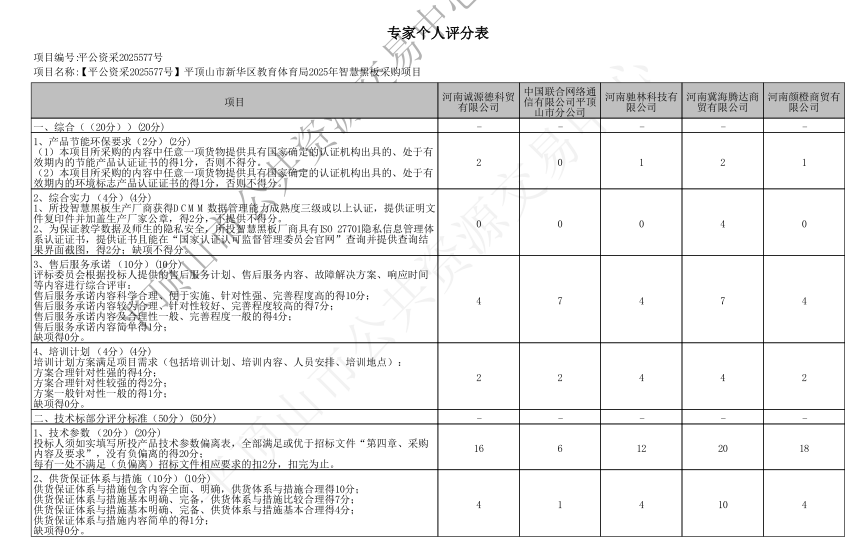 专家个人评分表
项目编号:平公资采2025577号
项目名称:【平公资采2025577号】平顶山市新华区教育体育局2025年智慧黑板采购项目
项目 河南诚源德科贸有限公司 中国联合网络通信有限公司平顶山市分公司 河南驰林科技有限公司 河南冀海腾达商贸有限公司 河南颜橙商贸有限公司
一、综合((20分))(20分) - - - - -
1、产品节能环保要求(2分)(2分)
(1)本项目所采购的内容中任意一项货物提供具有国家确定的认证机构出具的、处于有
效期内的节能产品认证证书的得1分,否则不得分。
(2)本项目所采购的内容中任意一项货物提供具有国家确定的认证机构出具的、处于有
效期内的环境标志产品认证证书的得1分,否则不得分。
2 0 1 2 1
2、综合实力(4分)(4分)
1、所投智慧黑板生产厂商获得DCMM 数据管理能力成熟度三级或以上认证,提供证明文
件复印件并加盖生产厂家公章,得2分,不提供不得分。
2、为保证教学数据及师生的隐私安全,所投智慧黑板厂商具有ISO 27701隐私信息管理体
系认证证书,提供证书且能在“国家认证认可监督管理委员会官网”查询并提供查询结
果界面截图,得2分;缺项不得分。
0 0 0 4 0
3、售后服务承诺(10分)(10分)
评标委员会根据投标人提供的售后服务计划、售后服务内容、故障解决方案、响应时间
等内容进行综合评审:
售后服务承诺内容科学合理、便于实施、针对性强、完善程度高的得10分;
售后服务承诺内容较为合理、针对性较好、完善程度较高的得7分;
售后服务承诺内容及合理性一般、完善程度一般的得4分;
售后服务承诺内容简单得1分;
缺项得0分。
4 7 4 7 4
4、培训计划(4分)(4分)
培训计划方案满足项目需求(包括培训计划、培训内容、人员安排、培训地点):
方案合理针对性强的得4分;
方案合理针对性较强的得2分;
方案一般针对性一般的得1分;
缺项得0分。
2 2 4 4 2
二、技术标部分评分标准(50分)(50分) - - - - -
1、技术参数(20分)(20分)
投标人须如实填写所投产品技术参数偏离表,全部满足或优于招标文件“第四章、采购
内容及要求”,没有负偏离的得20分;
每有一处不满足(负偏离)招标文件相应要求的扣2分,扣完为止。
16 6 12 20 18
2、供货保证体系与措施(10分)(10分)
供货保证体系与措施包含内容全面、明确,供货体系与措施合理得10分;
供货保证体系与措施基本明确、完备,供货体系与措施比较合理得7分;
供货保证体系与措施基本明确、完备、供货体系与措施基本合理得4分;
供货保证体系与措施内容简单的得1分;
缺项得0分。
4 1 4 10 4
平顶山市公共资源交易中心
平顶山市公共资源交易中心